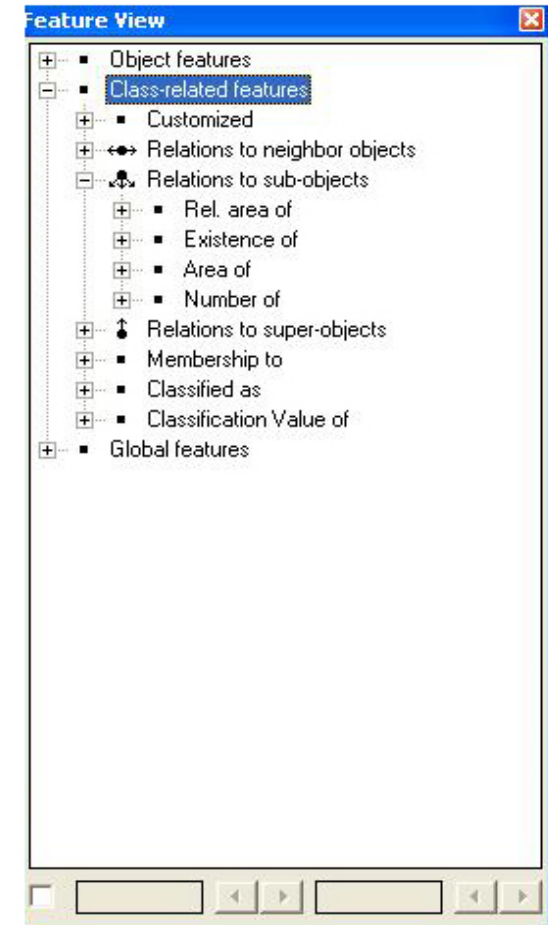 Feature View
Object features
Class-related features
Customized
Relations to neighbor objects
Relations to sub-objects
Rel. area of
Existence of
Area of
Number of
Relations to super-objects
Membership to
Classified as
Classification Value of
Global features